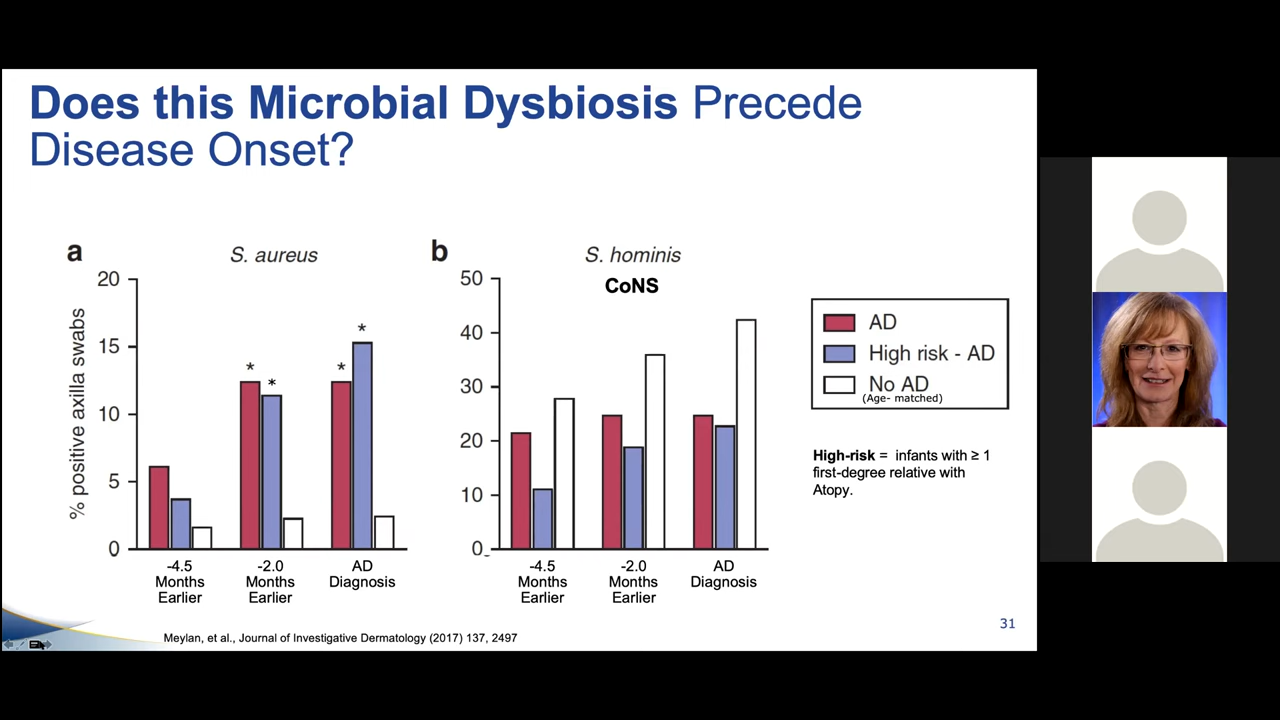 Does this Microbial Dysbiosis Precede
Disease Onset?
a
S. aureus
% positive axilla swabs
20
15
10
5
0
*
*
*
*
-4.5
Months
Earlier
-2.0
Months
Earlier
AD
Diagnosis
b
S. hominis
CoNS
50
40
30
20
10
0
-4.5
Months
Earlier
-2.0
Months
Earlier
AD
Diagnosis
AD
High risk - AD
No AD
(Age- matched)
High-risk = infants with ≥ 1
first-degree relative with
Atopy.
Meylan, et al., Journal of Investigative Dermatology (2017) 137, 2497
31